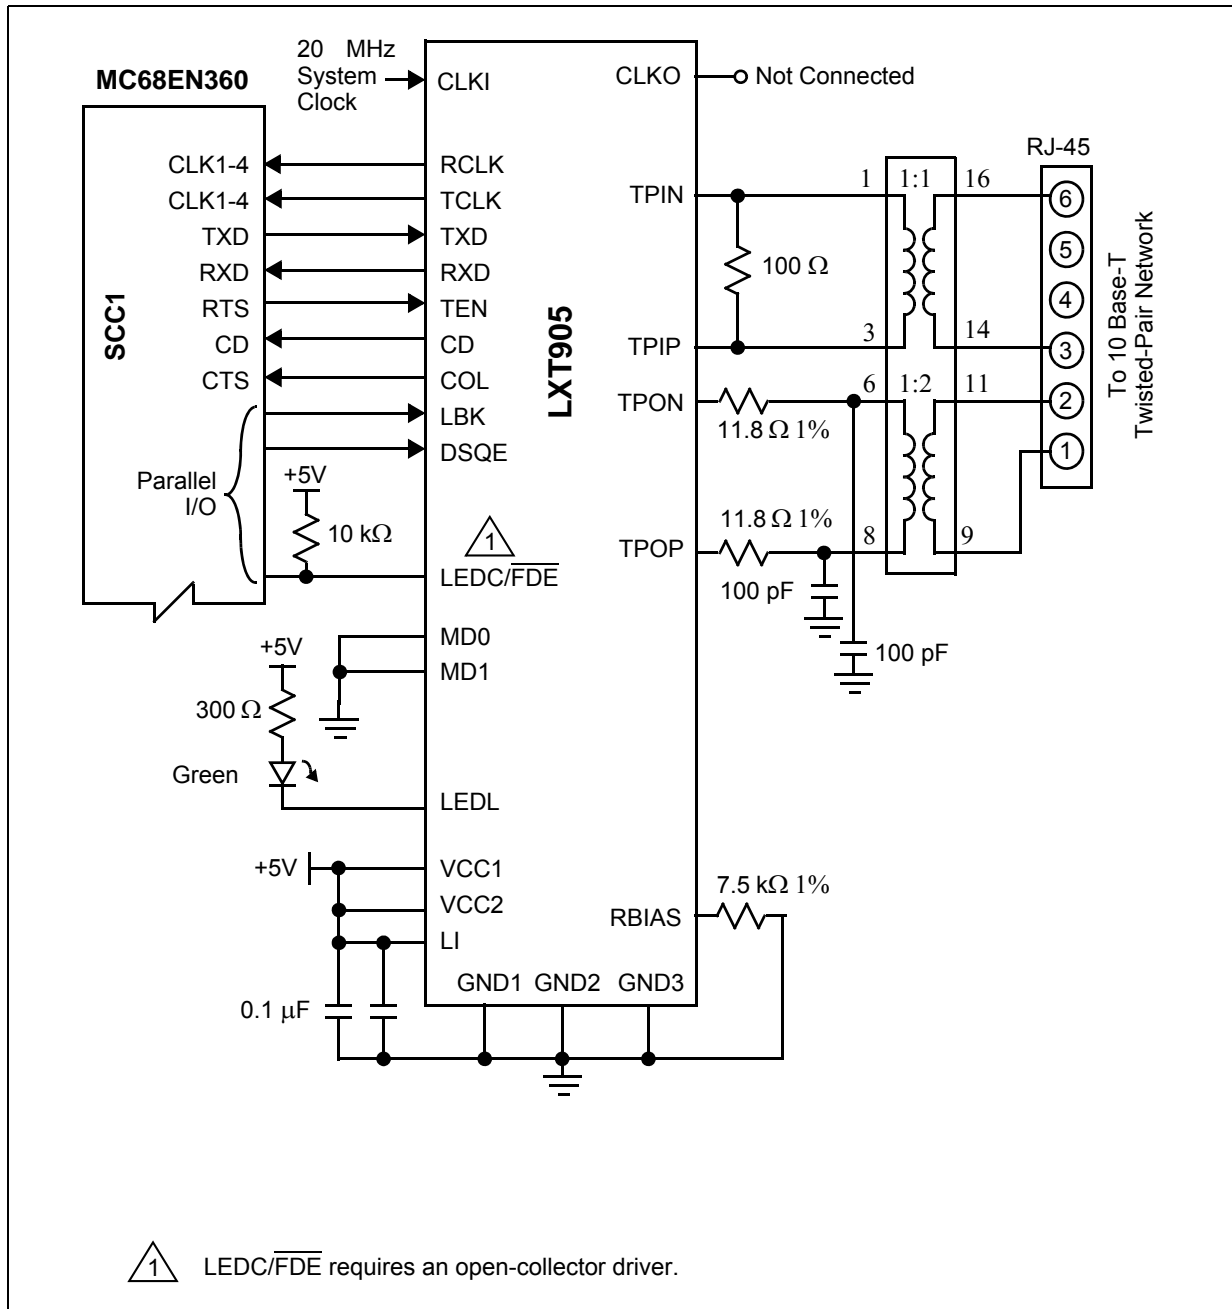 20 MHz
System
Clock
MC68EN360
CLKI
CLKO
Not Connected
SCC1
CLK1-4
CLK1-4
TXD
RXD
RTS
CD
CTS
Parallel
I/O
RCLK
TCLK
TXD
RXD
TEN
CD
COL
LBK
DSQE
+5V
10 kΩ
1
LEDC/FDE
MD0
MD1
+5V
300 Ω
Green
LEDL
+5V
VCC1
VCC2
LI
0.1 µF
GND1 GND2 GND3
LXT905
TPIN
TPIP
TPON
TPOP
RBIAS
100 Ω
11.8 Ω 1%
11.8 Ω 1%
100 pF
100 pF
7.5 kΩ 1%
1 1:1 16
3 14
6 1:2 11
8 9
RJ-45
6
5
4
3
2
1
To 10 Base-T
Twisted-Pair Network
1 LEDC/FDE requires an open-collector driver.